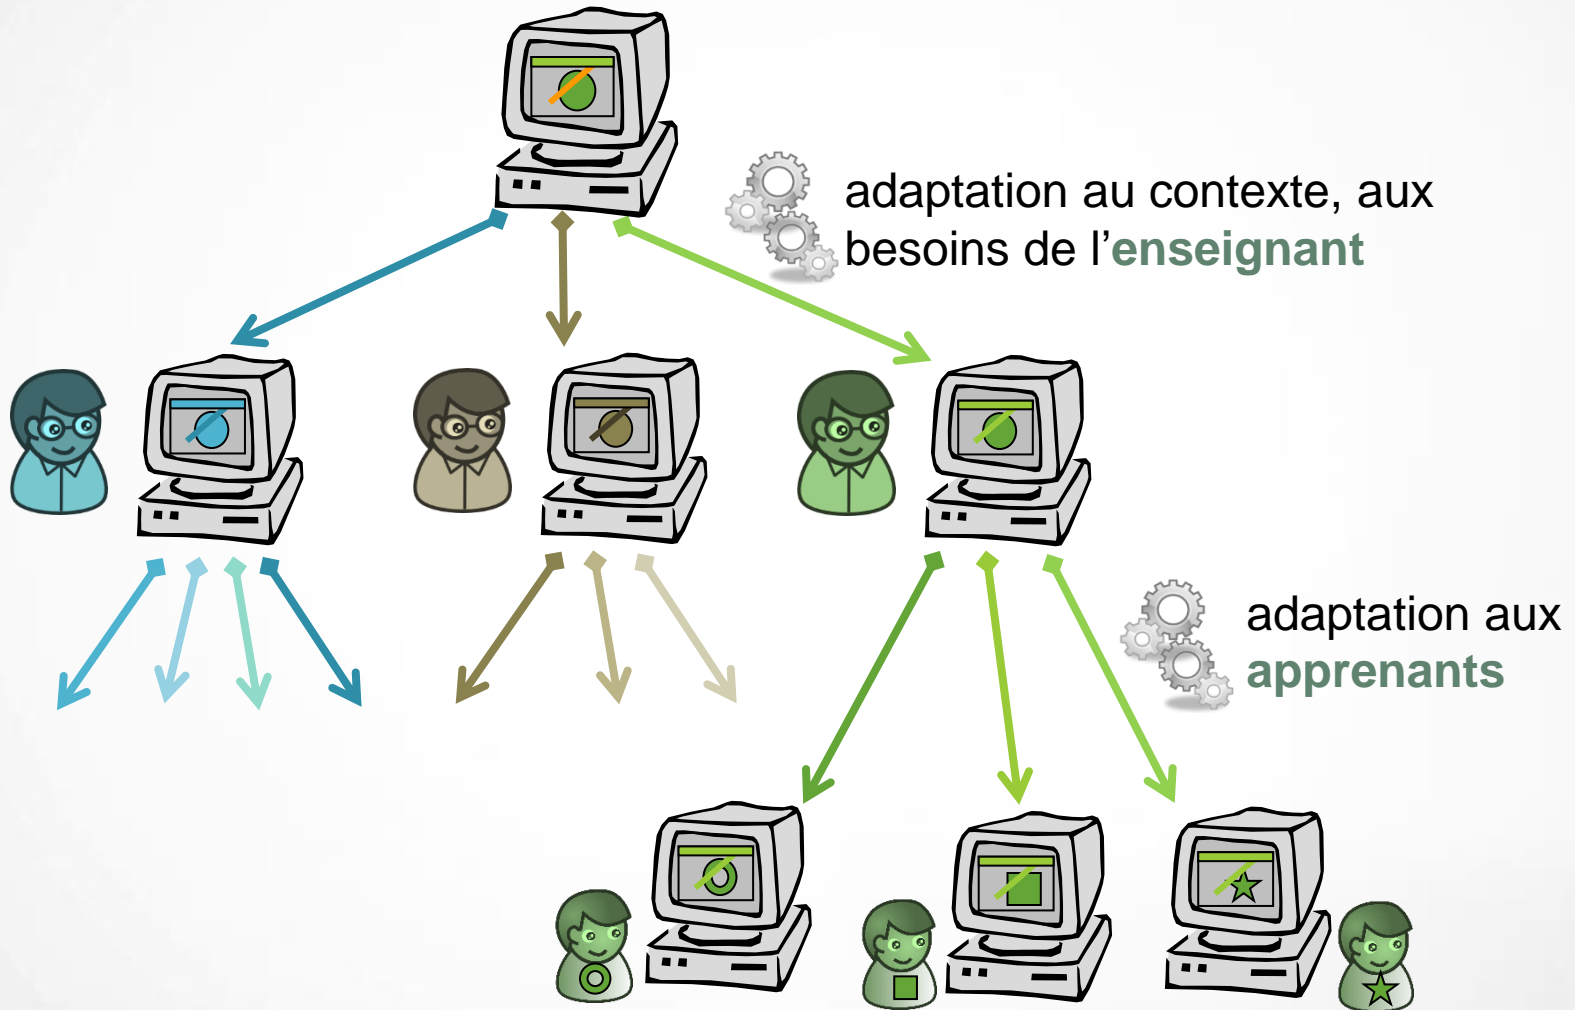 adaptation au contexte, aux
besoins de l’enseignant
adaptation aux
apprenants